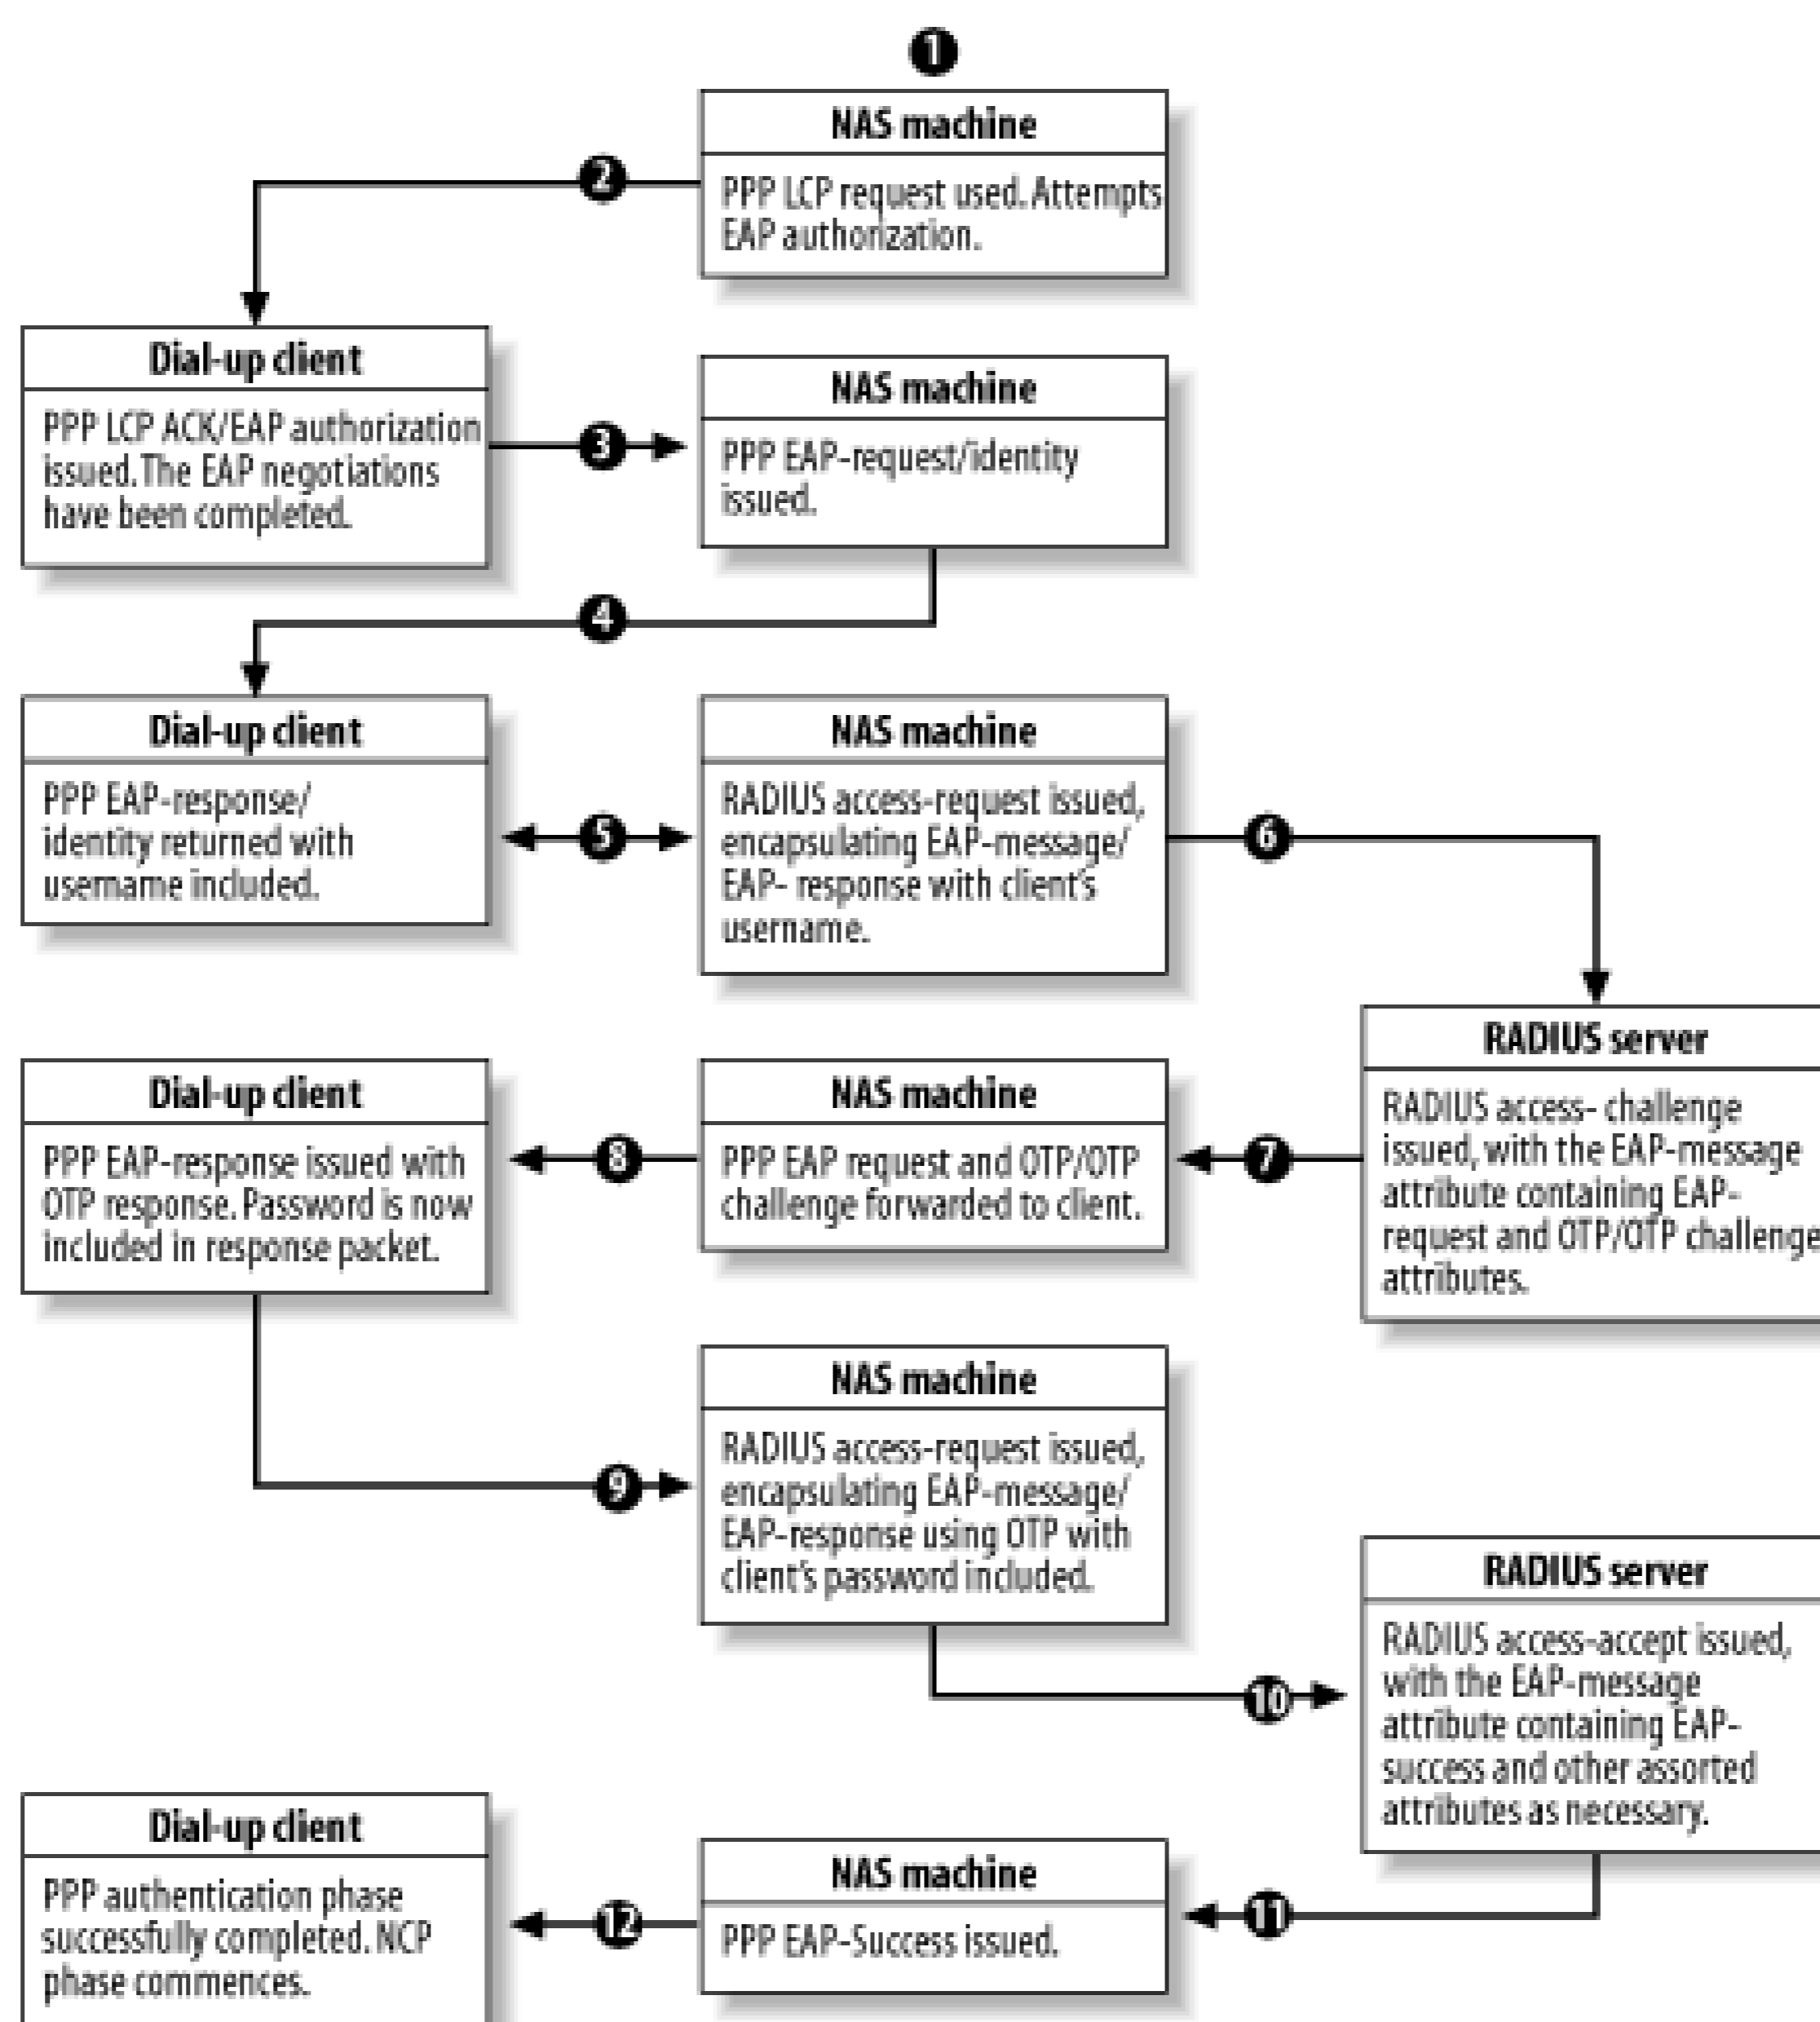 1
NAS machine
PPP LCP request used. Attempts
EAP authorization.
2
Dial-up client
PPP LCP ACK/EAP authorization
issued. The EAP negotiations
have been completed.
3
NAS machine
PPP EAP-request/identity
issued.
4
Dial-up client
PPP EAP-response/
identity returned with
username included.
5
NAS machine
RADIUS access-request issued,
encapsulating EAP-message/
EAP- response with client's
username.
6
RADIUS server
RADIUS access- challenge
issued, with the EAP-message
attribute containing EAP-
request and OTP/OTP challenge
attributes.
7
NAS machine
PPP EAP request and OTP/OTP
challenge forwarded to client.
8
Dial-up client
PPP EAP-response issued with
OTP response. Password is now
included in response packet.
9
NAS machine
RADIUS access-request issued,
encapsulating EAP-message/
EAP-response using OTP with
client's password included.
10
RADIUS server
RADIUS access-accept issued,
with the EAP-message
attribute containing EAP-
success and other assorted
attributes as necessary.
11
NAS machine
PPP EAP-Success issued.
12
Dial-up client
PPP authentication phase
successfully completed. NCP
phase commences.